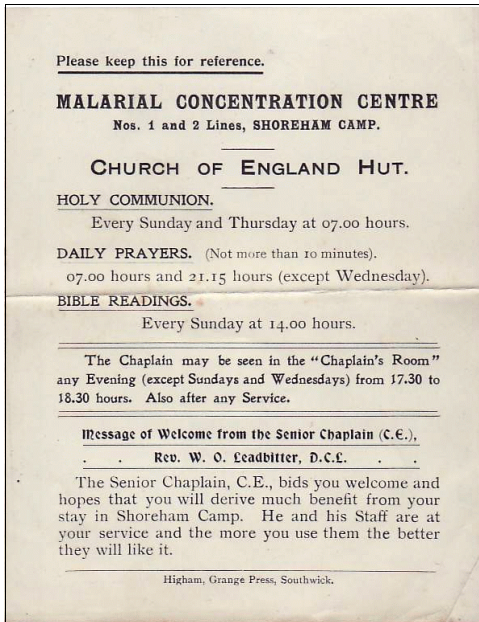 Please keep this for reference.
MALARIAL CONCENTRATION CENTRE
Nos. 1 and 2 Lines, SHOREHAM CAMP.
CHURCH OF ENGLAND HUT.
HOLY COMMUNION.
Every Sunday and Thursday at 07.00 hours.
DAILY PRAYERS. (Not more than 10 minutes).
07.00 hours and 21.15 hours (except Wednesday).
BIBLE READINGS.
Every Sunday at 14.00 hours.
The Chaplain may be seen in the "Chaplain's Room"
any Evening (except Sundays and Wednesdays) from 17.30 to
18.30 hours. Also after any Service.
Message of Welcome from the Senior Chaplain (C.E.),
. . Rev. W. O. Leadbitter, D.C.L. . .
The Senior Chaplain, C.E., bids you welcome and
hopes that you will derive much benefit from your
stay in Shoreham Camp. He and his Staff are at
your service and the more you use them the better
they will like it.
Higham, Grange Press, Southwick.